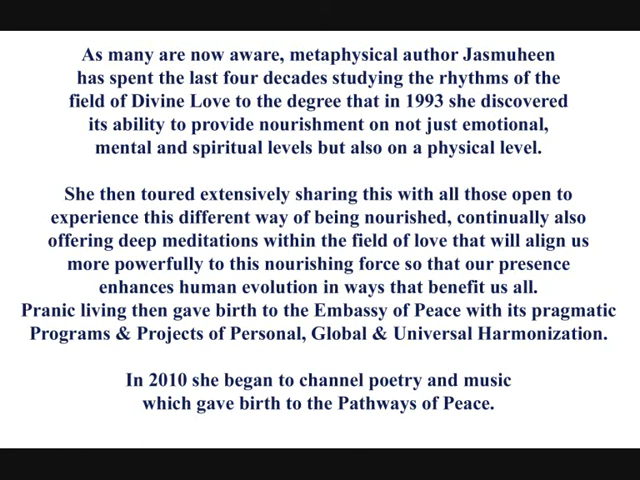 As many are now aware, metaphysical author Jasmuheen
has spent the last four decades studying the rhythms of the
field of Divine Love to the degree that in 1993 she discovered
its ability to provide nourishment on not just emotional,
mental and spiritual levels but also on a physical level.
She then toured extensively sharing this with all those open to
experience this different way of being nourished, continually also
offering deep meditations within the field of love that will align us
more powerfully to this nourishing force so that our presence
enhances human evolution in ways that benefit us all.
Pranic living then gave birth to the Embassy of Peace with its pragmatic
Programs & Projects of Personal, Global & Universal Harmonization.
In 2010 she began to channel poetry and music
which gave birth to the Pathways of Peace.